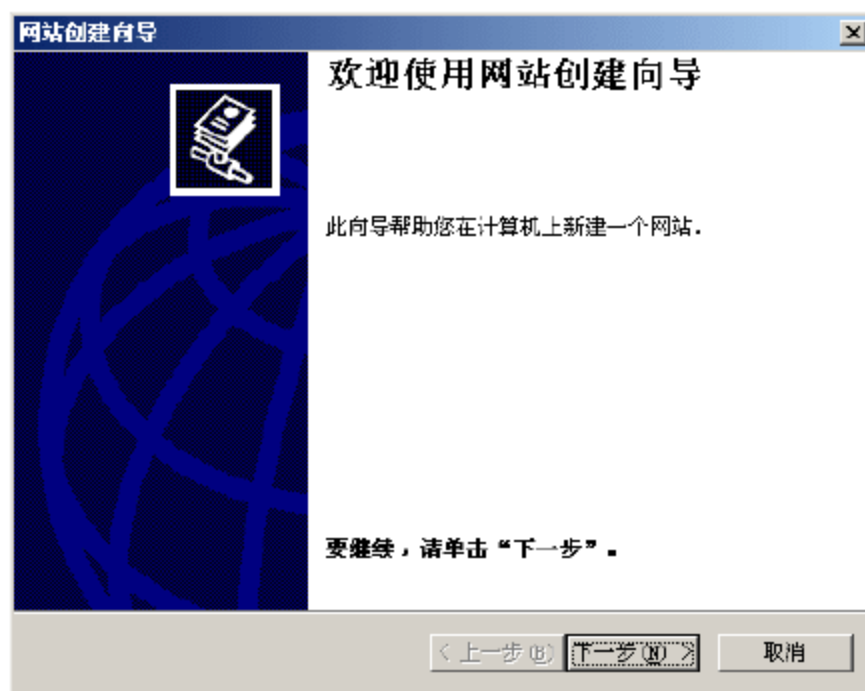 网站创建向导
欢迎使用网站创建向导
此向导帮助您在计算机上新建一个网站.
要继续，请单击“下一步”。
< 上一步(B) 下一步(N) > 取消